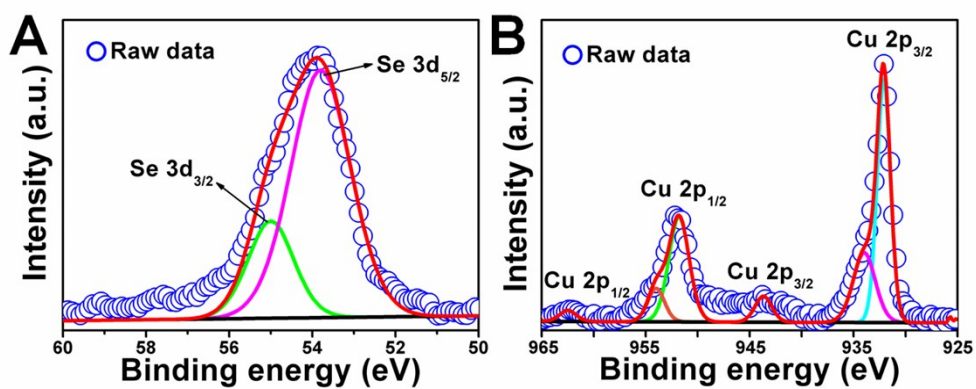 A
Raw data
Se 3d5/2
Se 3d3/2
Intensity (a.u.)
60 58 56 54 52 50
Binding energy (eV)
B
Raw data
Cu 2p3/2
Cu 2p1/2
Cu 2p1/2
Cu 2p3/2
Intensity (a.u.)
965 955 945 935 925
Binding energy (eV)